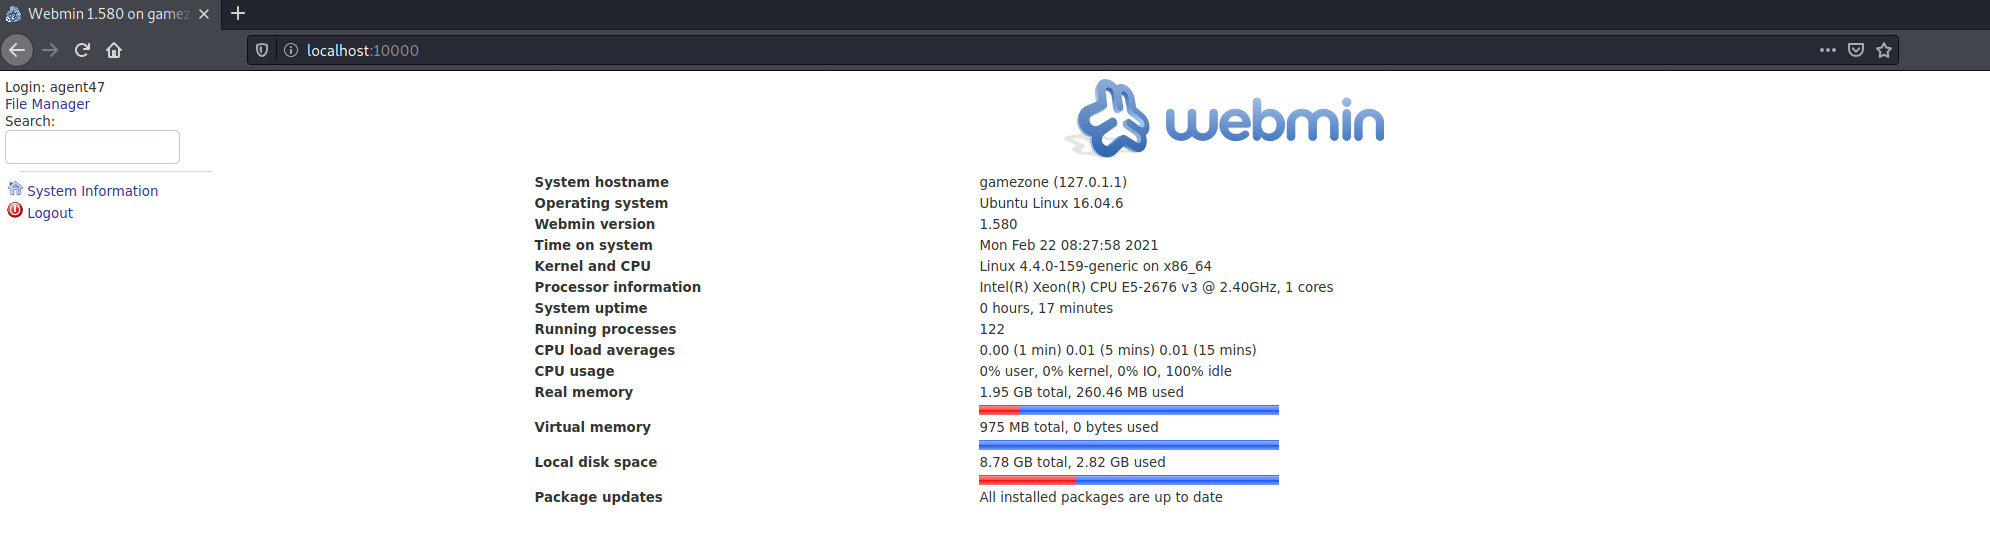 Webmin 1.580 on gamez
localhost:10000
Login: agent47
File Manager
Search:
System Information
Logout
webmin
System hostname gamezone (127.0.1.1)
Operating system Ubuntu Linux 16.04.6
Webmin version 1.580
Time on system Mon Feb 22 08:27:58 2021
Kernel and CPU Linux 4.4.0-159-generic on x86_64
Processor information Intel(R) Xeon(R) CPU E5-2676 v3 @ 2.40GHz, 1 cores
System uptime 0 hours, 17 minutes
Running processes 122
CPU load averages 0.00 (1 min) 0.01 (5 mins) 0.01 (15 mins)
CPU usage 0% user, 0% kernel, 0% IO, 100% idle
Real memory 1.95 GB total, 260.46 MB used
Virtual memory 975 MB total, 0 bytes used
Local disk space 8.78 GB total, 2.82 GB used
Package updates All installed packages are up to date